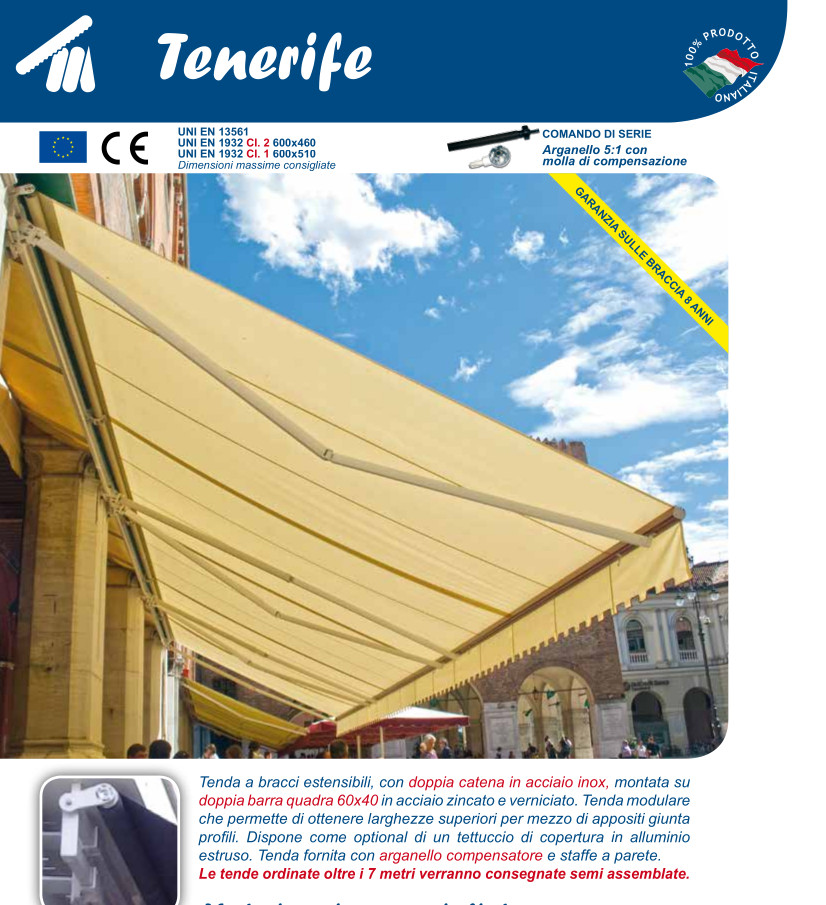 Tenerife
100% PRODOTTO ITALIANO
UNI EN 13561
UNI EN 1932 Cl. 2 600x460
UNI EN 1932 Cl. 1 600x510
Dimensioni massime consigliate
CE
COMANDO DI SERIE
Arganello 5:1 con
molla di compensazione
GARANZIA SULLE BRACCIA 8 ANNI
Tenda a bracci estensibili, con doppia catena in acciaio inox, montata su
doppia barra quadra 60x40 in acciaio zincato e verniciato. Tenda modulare
che permette di ottenere larghezze superiori per mezzo di appositi giunta
profili. Dispone come optional di un tettuccio di copertura in alluminio
estruso. Tenda fornita con arganello compensatore e staffe a parete.
Le tende ordinate oltre i 7 metri verranno consegnate semi assemblate.